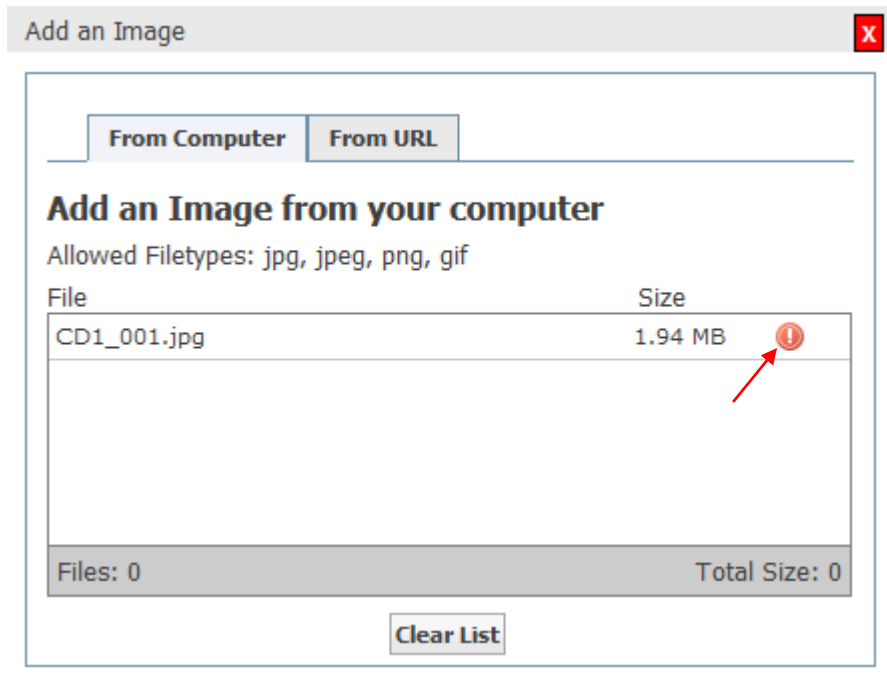 Add an Image
x
From Computer From URL
Add an Image from your computer
Allowed Filetypes: jpg, jpeg, png, gif
File Size
CD1_001.jpg 1.94 MB !
Files: 0 Total Size: 0
Clear List